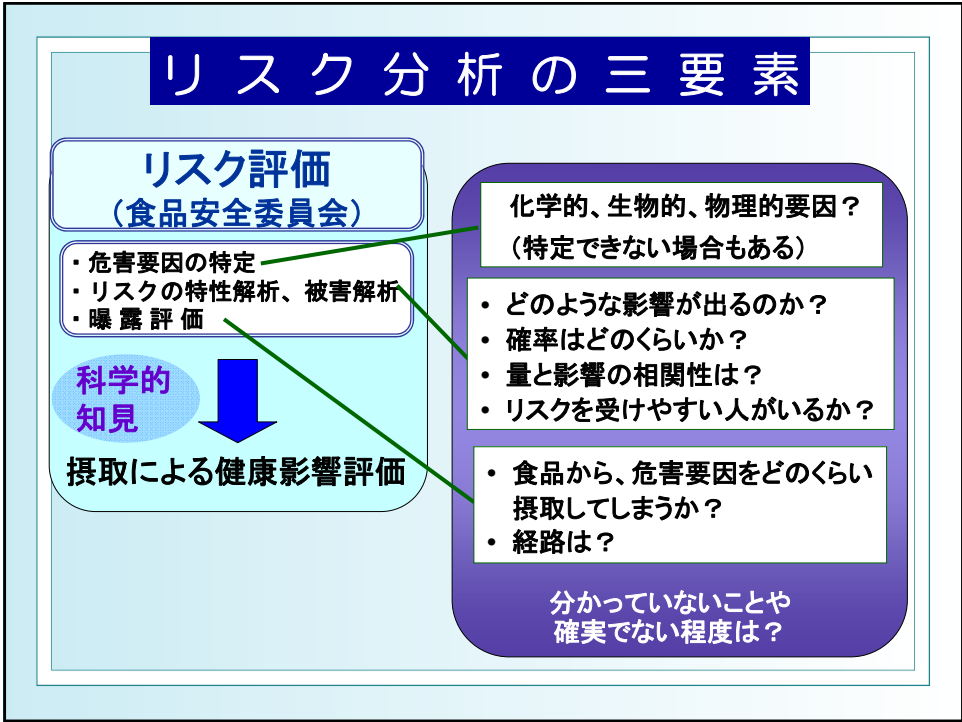 リスク分析の三要素
リスク評価
（食品安全委員会）
・危害要因の特定
・リスクの特性解析、被害解析
・曝露評価
科学的
知見
摂取による健康影響評価
化学的、生物的、物理的要因？
（特定できない場合もある）
• どのような影響が出るのか？
• 確率はどのくらいか？
• 量と影響の相関性は？
• リスクを受けやすい人がいるか？
• 食品から、危害要因をどのくらい
摂取してしまうか？
• 経路は？
分かっていないことや
確実でない程度は？